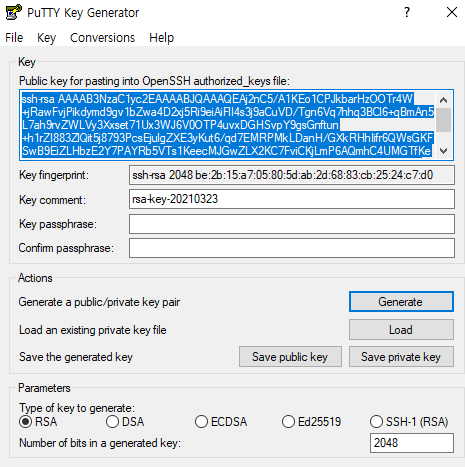 PuTTY Key Generator
File Key Conversions Help
Key
Public key for pasting into OpenSSH authorized_keys file:
ssh-rsa AAAAB3NzaC1yc2EAAAABJQAAAQEAj2nC5/A1KEo1CPJkbarHzOOTr4W
+jRawFvjPikdymd9gv1bZwa4D2xj5Ri9eiAiFIl4s3j9aCuVD/Tgn6Vq7hhq3BCl6+qBmAn5
L7ah9rvZWLVy3Xxset71Ux3WJ6V0OTP4uvxDGHSvpY9gsGnftun
+h1rZI883ZlQit5j8793PcsEjulgZXE3yKut6/qd7EMRPMkLDanH/GXkRHhlifr6QWsGKF
SwB9EiZLHbzE2Y7PAYRb5VTs1KeecMJGwZLX2KC7FviCKjLmP6AQmhC4UMGTfKe
Key fingerprint:
ssh-rsa 2048 be:2b:15:a7:05:80:5d:ab:2d:68:83:cb:25:24:c7:d0
Key comment:
rsa-key-20210323
Key passphrase:
Confirm passphrase:
Actions
Generate a public/private key pair
Generate
Load an existing private key file
Load
Save the generated key
Save public key
Save private key
Parameters
Type of key to generate:
RSA DSA ECDSA Ed25519 SSH-1 (RSA)
Number of bits in a generated key:
2048